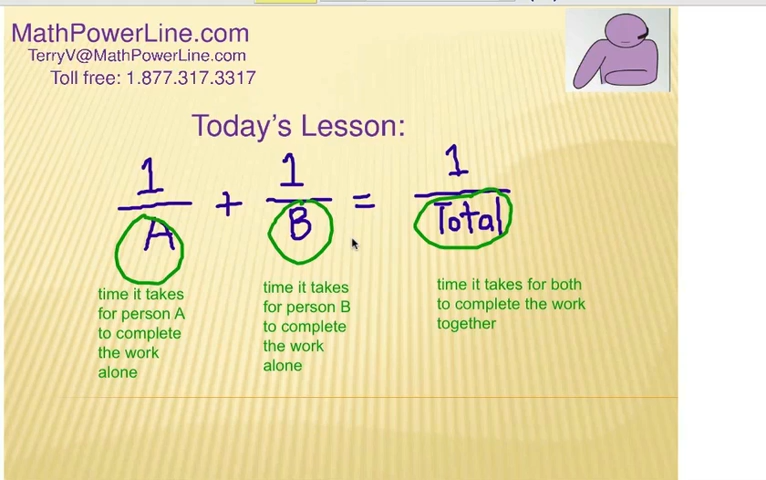 MathPowerLine.com
TerryV@MathPowerLine.com
Toll free: 1.877.317.3317
Today's Lesson:
1/A + 1/B = 1/Total
time it takes
for person A
to complete
the work
alone
time it takes
for person B
to complete
the work
alone
time it takes for both
to complete the work
together